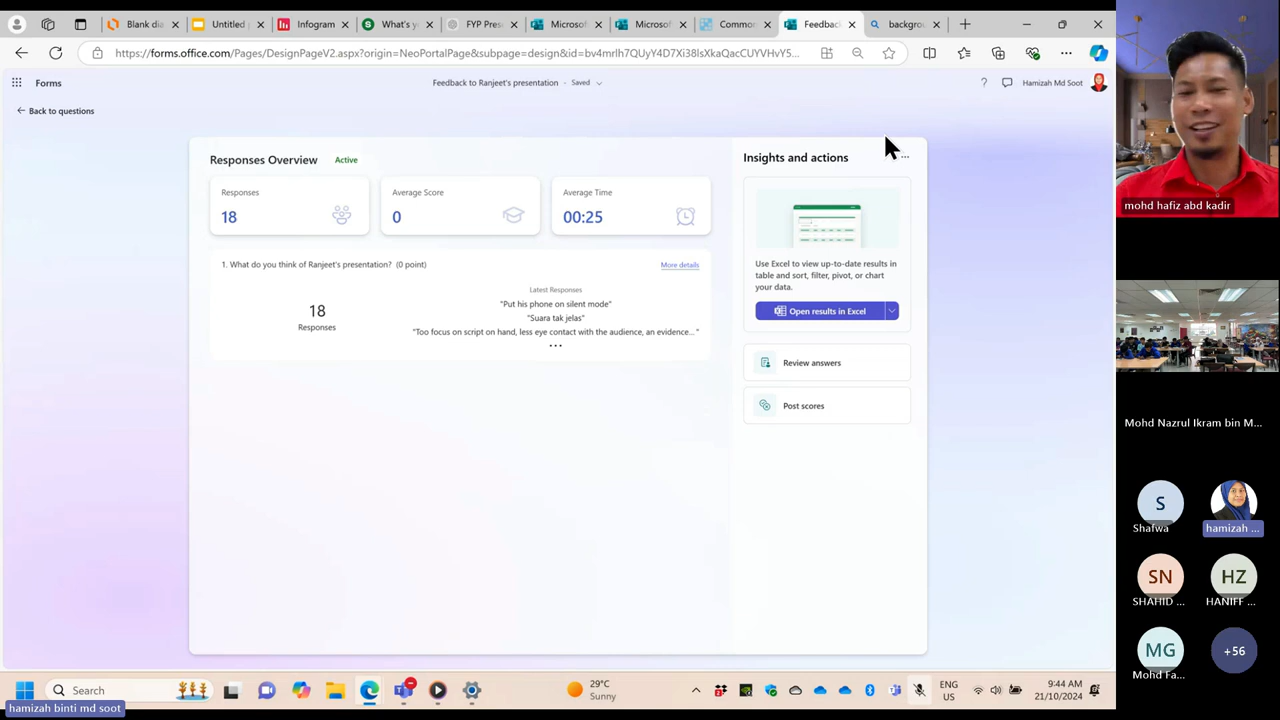 Blank di
Untitled
Infogram
What's y
FYP Pres
Microsof
Microsof
Commo
Feedbac
backgro
https://forms.office.com/Pages/DesignPageV2.aspx?origin=NeoPortalPage&subpage=design&id=bv4mrlh7QUyY4D7Xi38lsXkaQacCUYVHvY5...
Forms
Feedback to Ranjeet's presentation - Saved
?
Hamizah Md Soot
Back to questions
Responses Overview Active
Responses
18
Average Score
0
Average Time
00:25
1. What do you think of Ranjeet's presentation? (0 point)
More details
18
Responses
Latest Responses
"Put his phone on silent mode"
"Suara tak jelas"
"Too focus on script on hand, less eye contact with the audience, an evidence..."
...
Insights and actions
...
Use Excel to view up-to-date results in
table and sort, filter, pivot, or chart
your data.
Open results in Excel
Review answers
Post scores
mohd hafiz abd kadir
Mohd Nazrul Ikram bin M...
S
Shafwa
hamizah ...
SN
SHAHID ...
HZ
HANIFF ...
MG
Mohd Fa...
+56
Search
29°C
Sunny
ENG
US
9:44 AM
21/10/2024
hamizah binti md soot